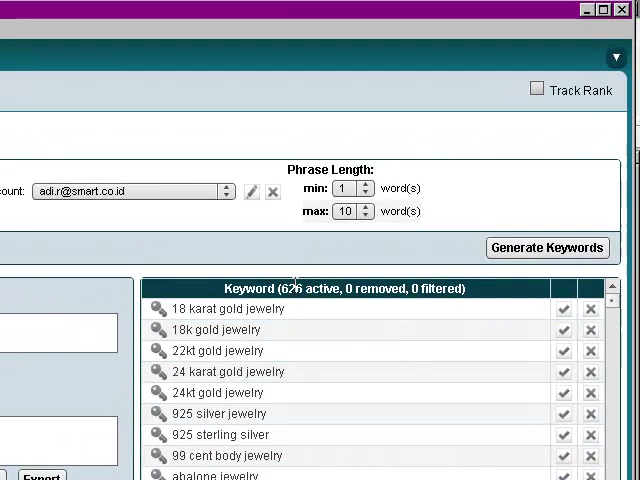 Track Rank
Phrase Length:
count: adi.r@smart.co.id
min: 1 word(s)
max: 10 word(s)
Generate Keywords
Keyword (626 active, 0 removed, 0 filtered)
18 karat gold jewelry
18k gold jewelry
22kt gold jewelry
24 karat gold jewelry
24kt gold jewelry
925 silver jewelry
925 sterling silver
99 cent body jewelry
abalone jewelry
Export